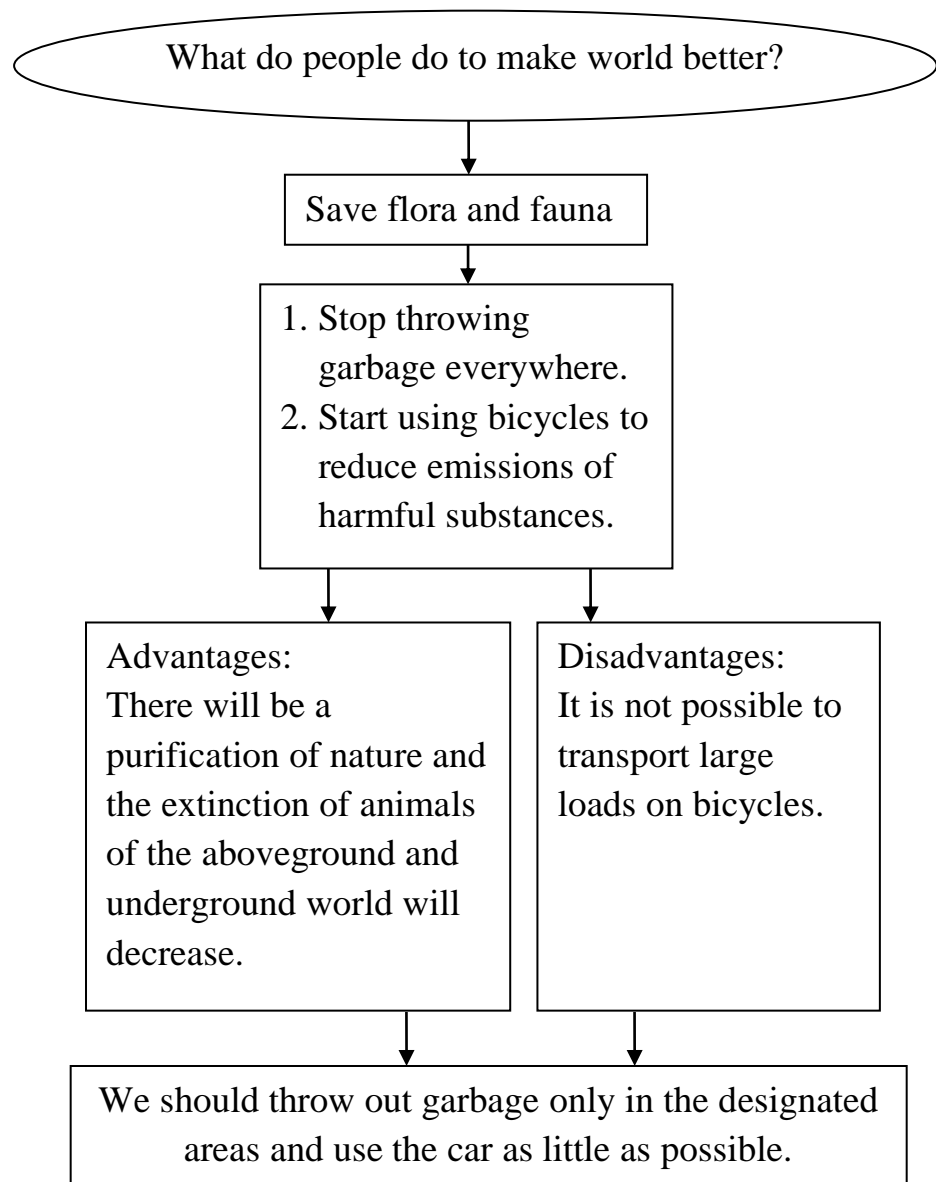 What do people do to make world better?
Save flora and fauna
1. Stop throwing
garbage everywhere.
2. Start using bicycles to
reduce emissions of
harmful substances.
Advantages:
There will be a
purification of nature and
the extinction of animals
of the aboveground and
underground world will
decrease.
Disadvantages:
It is not possible to
transport large
loads on bicycles.
We should throw out garbage only in the designated
areas and use the car as little as possible.